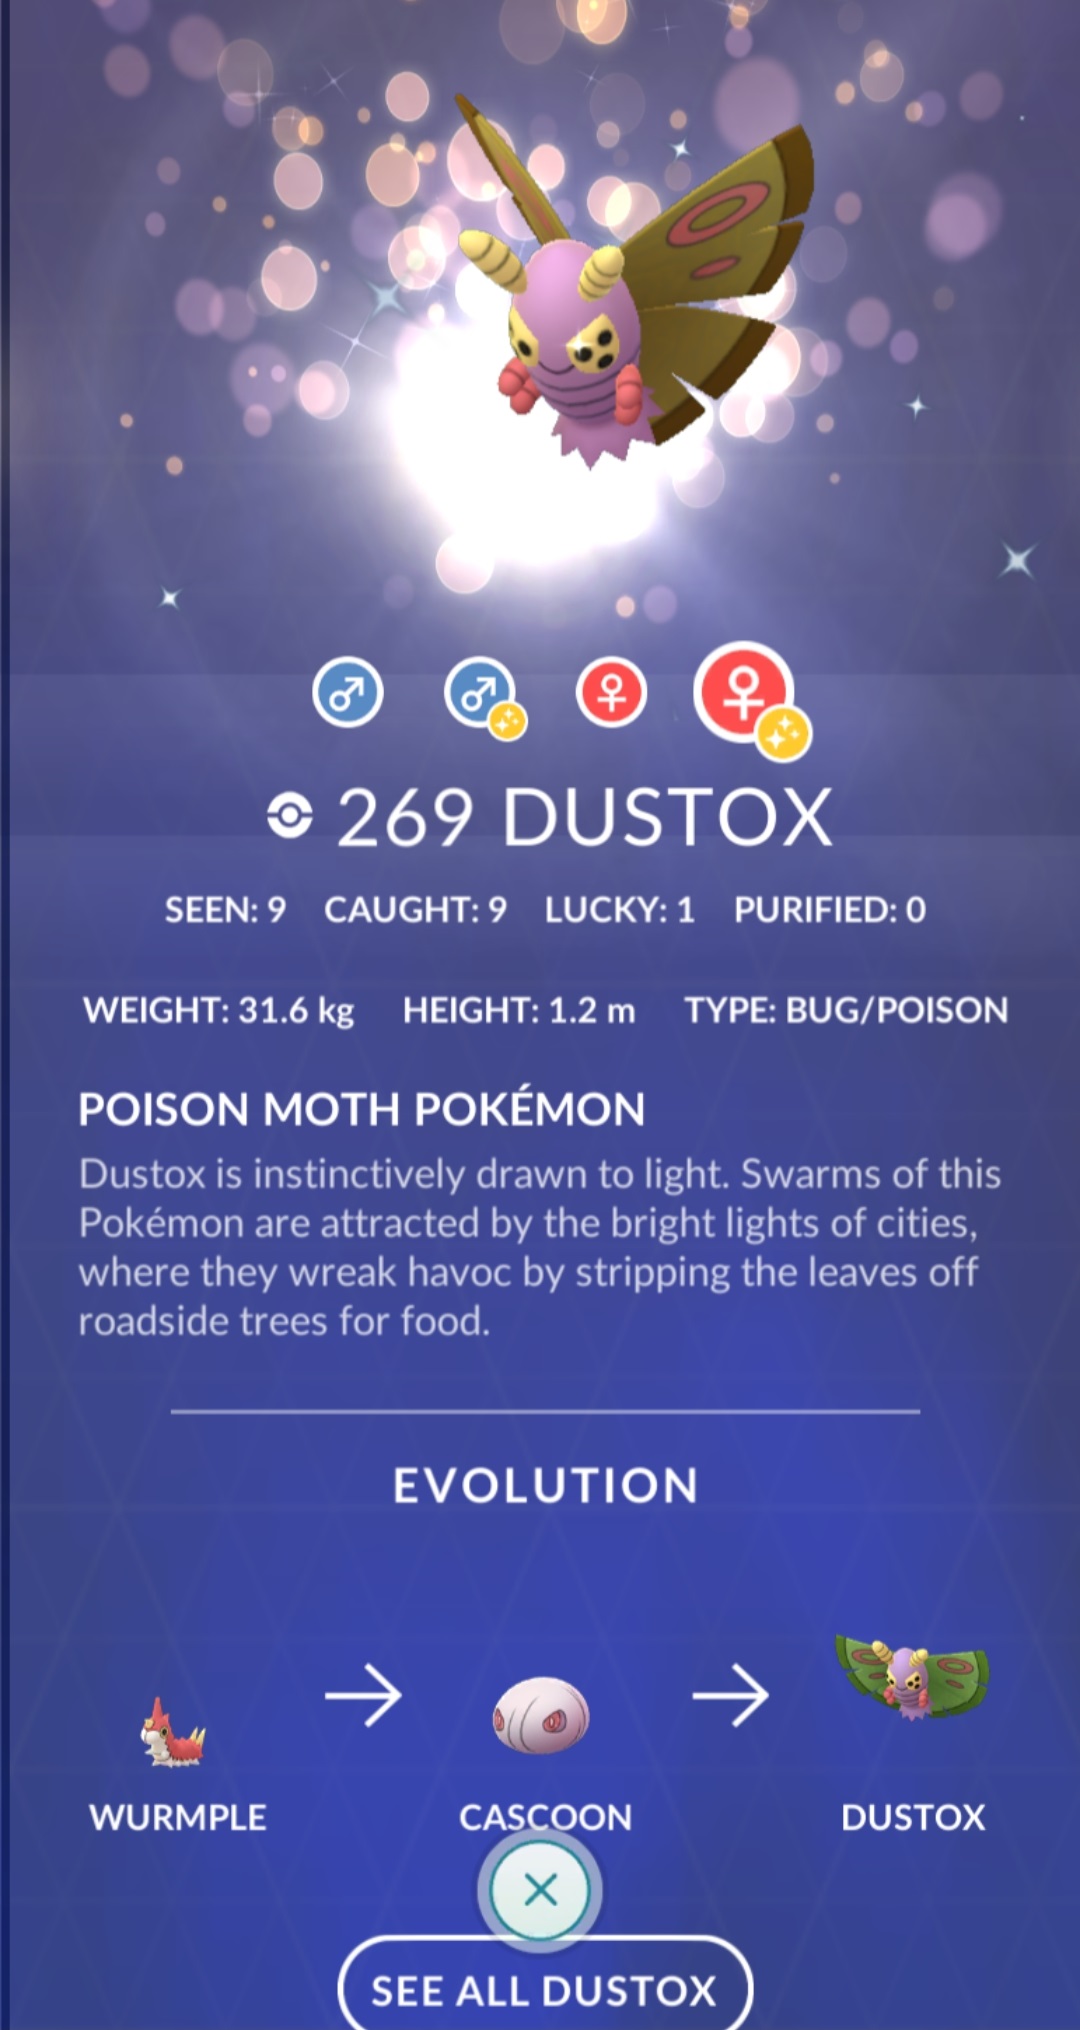 269 DUSTOX
SEEN: 9 CAUGHT: 9 LUCKY: 1 PURIFIED: 0
WEIGHT: 31.6 kg HEIGHT: 1.2 m TYPE: BUG/POISON
POISON MOTH POKÉMON
Dustox is instinctively drawn to light. Swarms of this
Pokémon are attracted by the bright lights of cities,
where they wreak havoc by stripping the leaves off
roadside trees for food.
EVOLUTION
WURMPLE CASCOON DUSTOX
SEE ALL DUSTOX